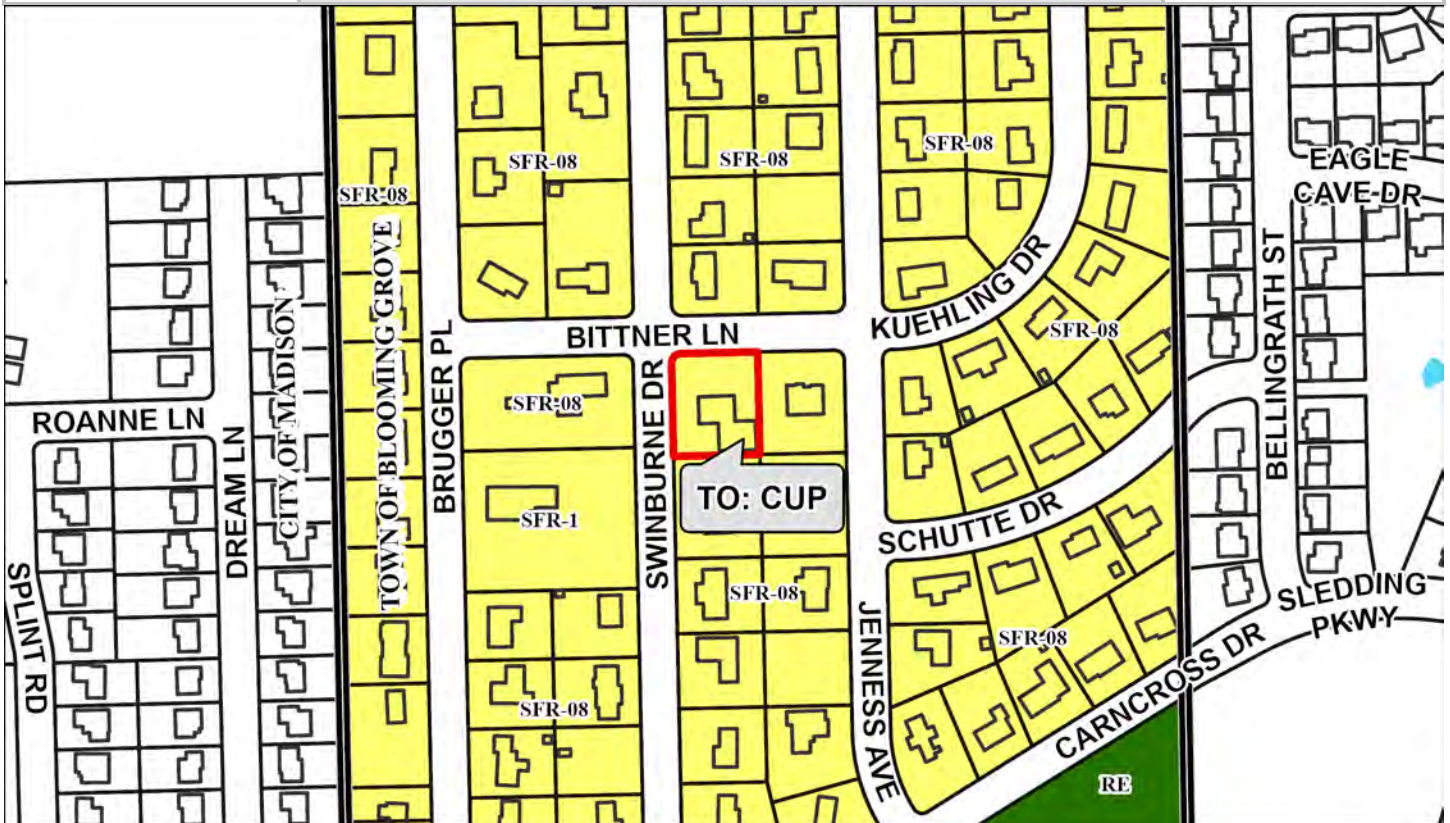 SFR-08
SFR-08
SFR-08
SFR-08
EAGLE
CAVE DR
TOWN OF BLOOMING GROVE
CITY OF MADISON
BELLINGRATH ST
KUEHLING DR
SFR-08
BITTNER LN
BRUGGER PL
SWINBURNE DR
SFR-08
ROANNE LN
DREAM LN
TO: CUP
SFR-1
SCHUTTE DR
SPLINT RD
SFR-08
JENNESS AVE
SLEDDING
PKWY
SFR-08
CARNCROSS DR
SFR-08
RE